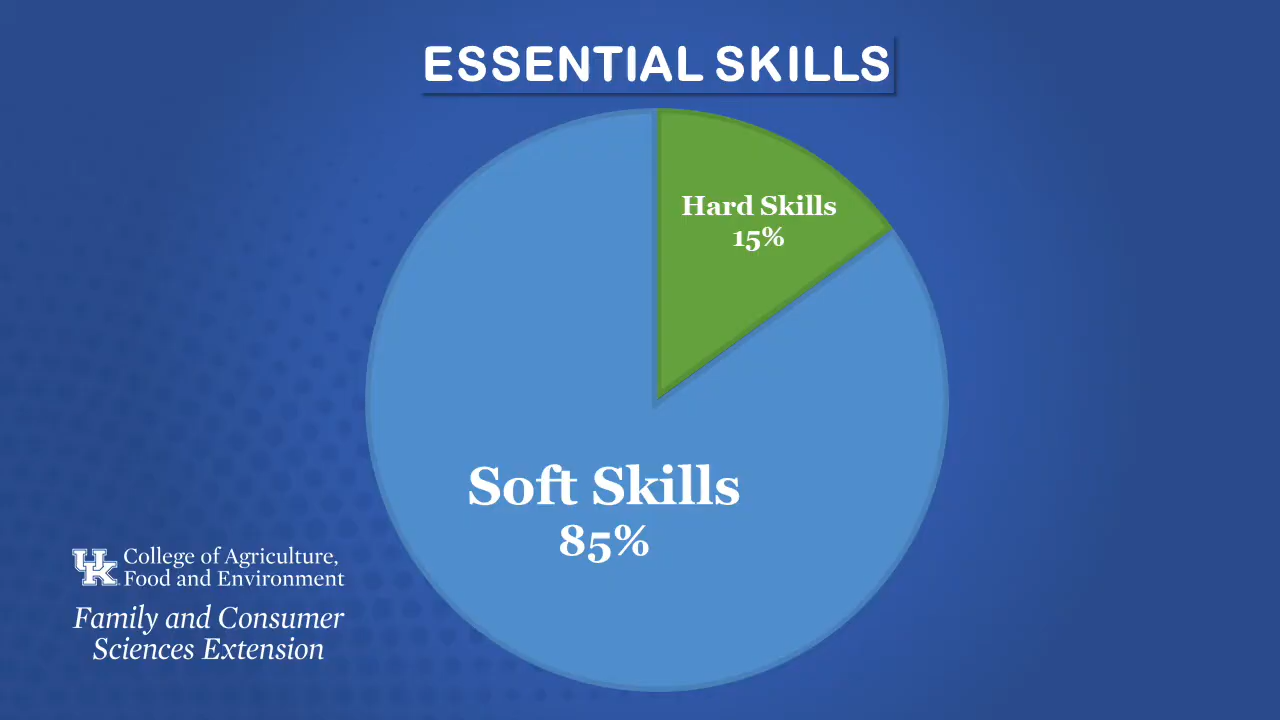 ESSENTIAL SKILLS
Hard Skills
15%
Soft Skills
85%
UK College of Agriculture,
Food and Environment
Family and Consumer
Sciences Extension